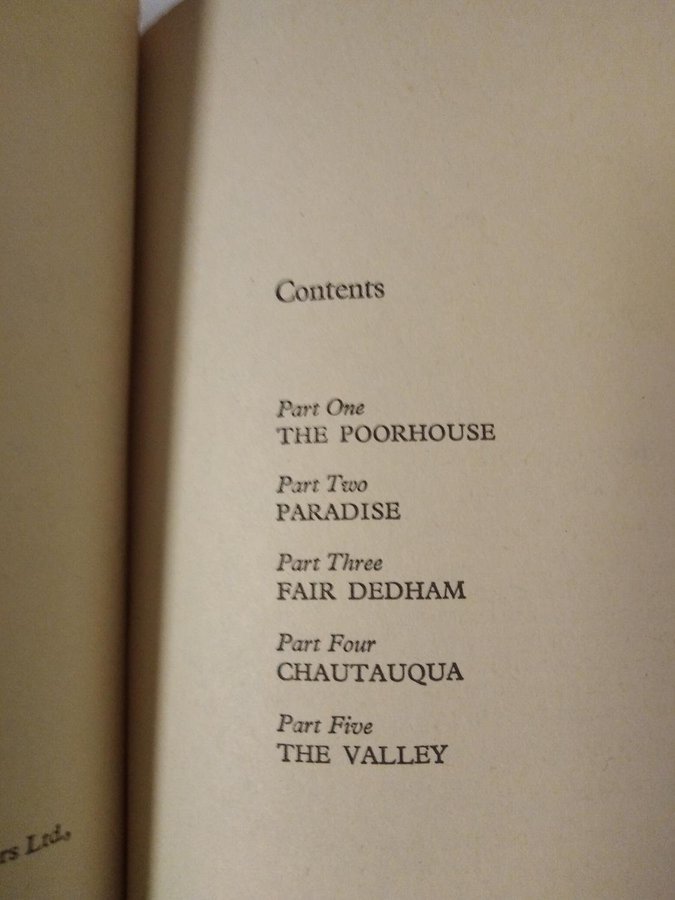 Contents
Part One
THE POORHOUSE
Part Two
PARADISE
Part Three
FAIR DEDHAM
Part Four
CHAUTAUQUA
Part Five
THE VALLEY
Ltd,